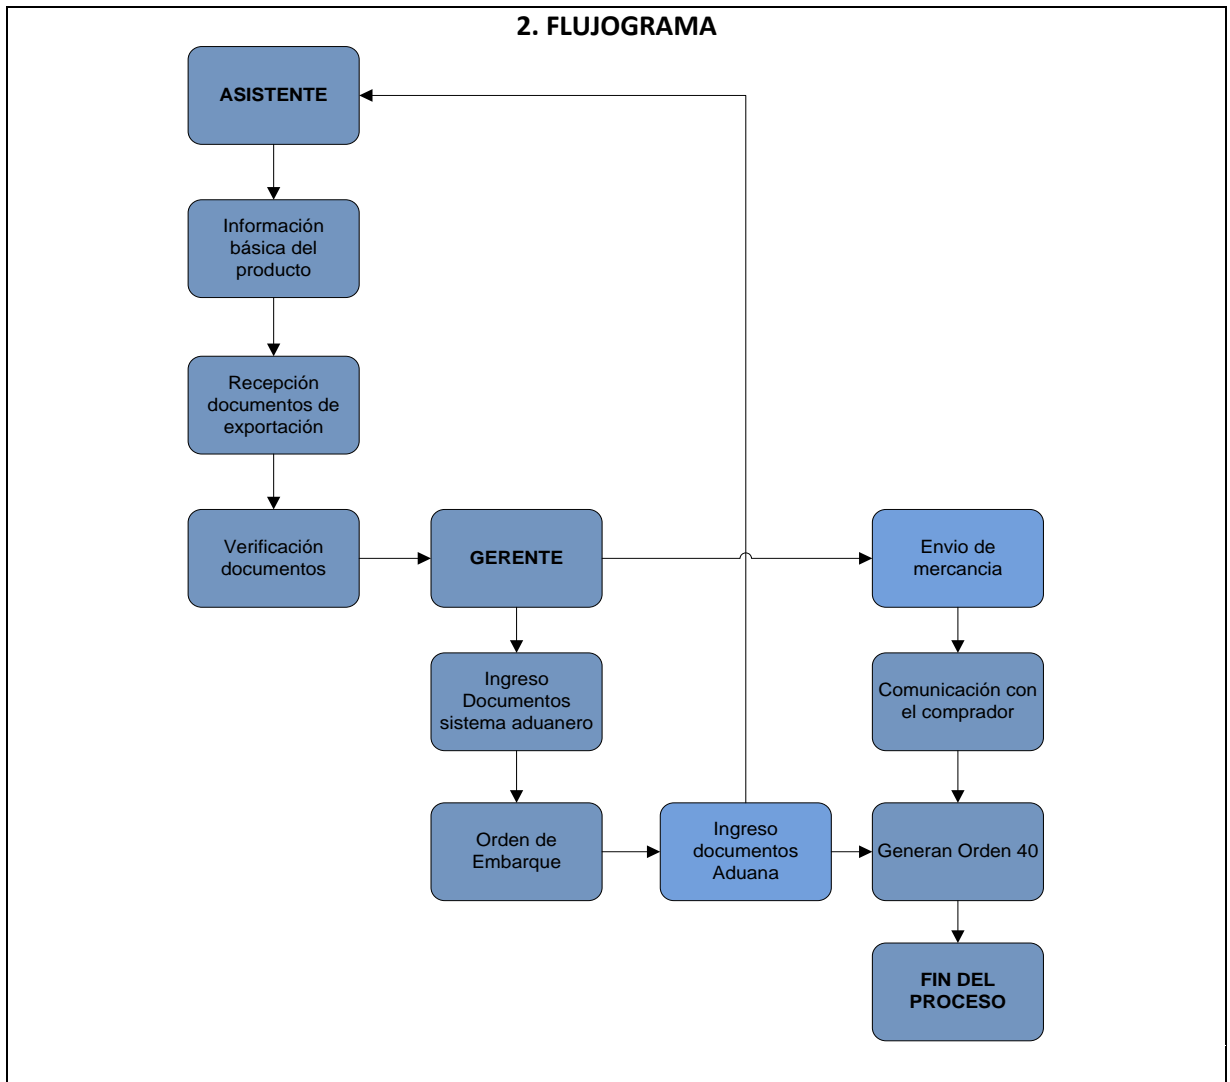 2. FLUJOGRAMA
ASISTENTE
Información
básica del
producto
Recepción
documentos de
exportación
Verificación
documentos
GERENTE
Envio de
mercancia
Ingreso
Documentos
sistema aduanero
Comunicación con
el comprador
Orden de
Embarque
Ingreso
documentos
Aduana
Generan Orden 40
FIN DEL
PROCESO